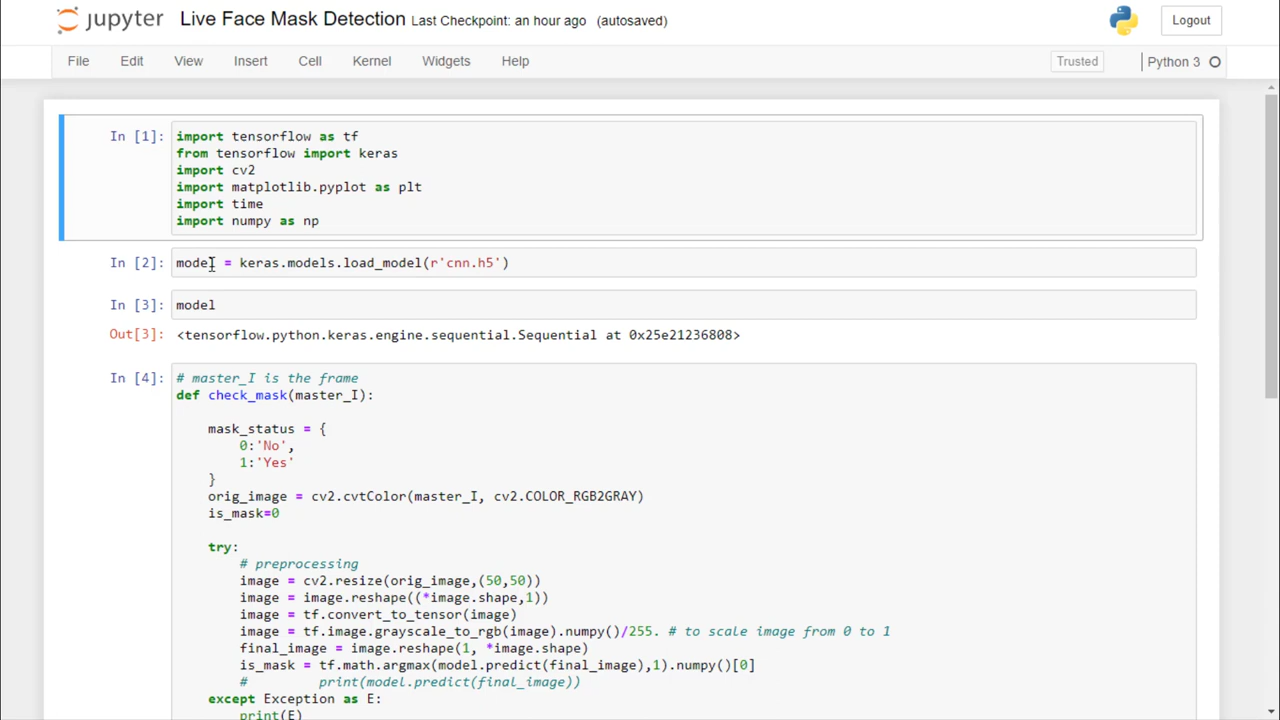 jupyter Live Face Mask Detection Last Checkpoint: an hour ago (autosaved) Logout
File Edit View Insert Cell Kernel Widgets Help Trusted Python 3
In [1]: import tensorflow as tf
from tensorflow import keras
import cv2
import matplotlib.pyplot as plt
import time
import numpy as np
In [2]: model = keras.models.load_model(r'cnn.h5')
In [3]: model
Out[3]: <tensorflow.python.keras.engine.sequential.Sequential at 0x25e21236808>
In [4]: # master_I is the frame
def check_mask(master_I):
mask_status = {
0:'No',
1:'Yes'
}
orig_image = cv2.cvtColor(master_I, cv2.COLOR_RGB2GRAY)
is_mask=0
try:
# preprocessing
image = cv2.resize(orig_image,(50,50))
image = image.reshape((*image.shape,1))
image = tf.convert_to_tensor(image)
image = tf.image.grayscale_to_rgb(image).numpy()/255. # to scale image from 0 to 1
final_image = image.reshape(1, *image.shape)
is_mask = tf.math.argmax(model.predict(final_image),1).numpy()[0]
# print(model.predict(final_image))
except Exception as E:
print(E)